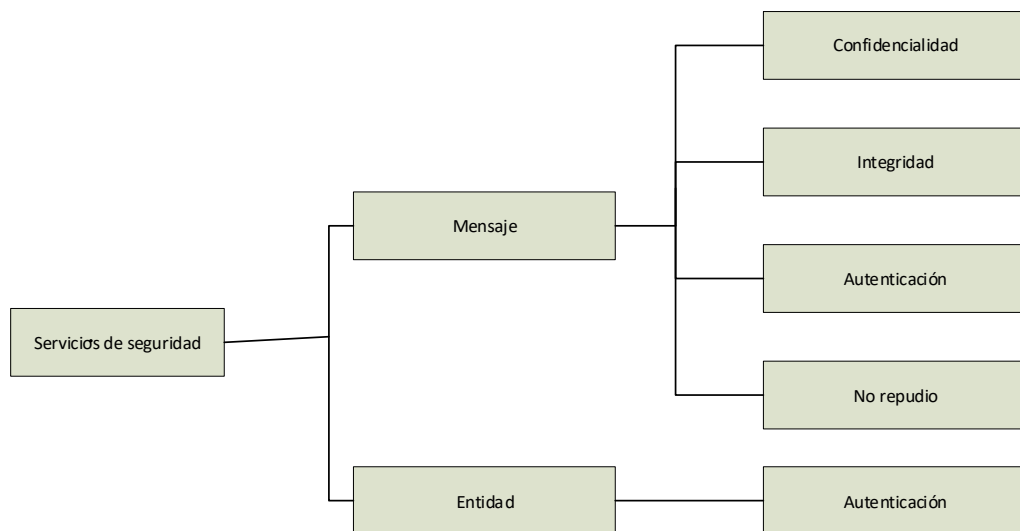 Confidencialidad
Integridad
Mensaje
Autenticación
Servicios de seguridad
No repudio
Entidad
Autenticación